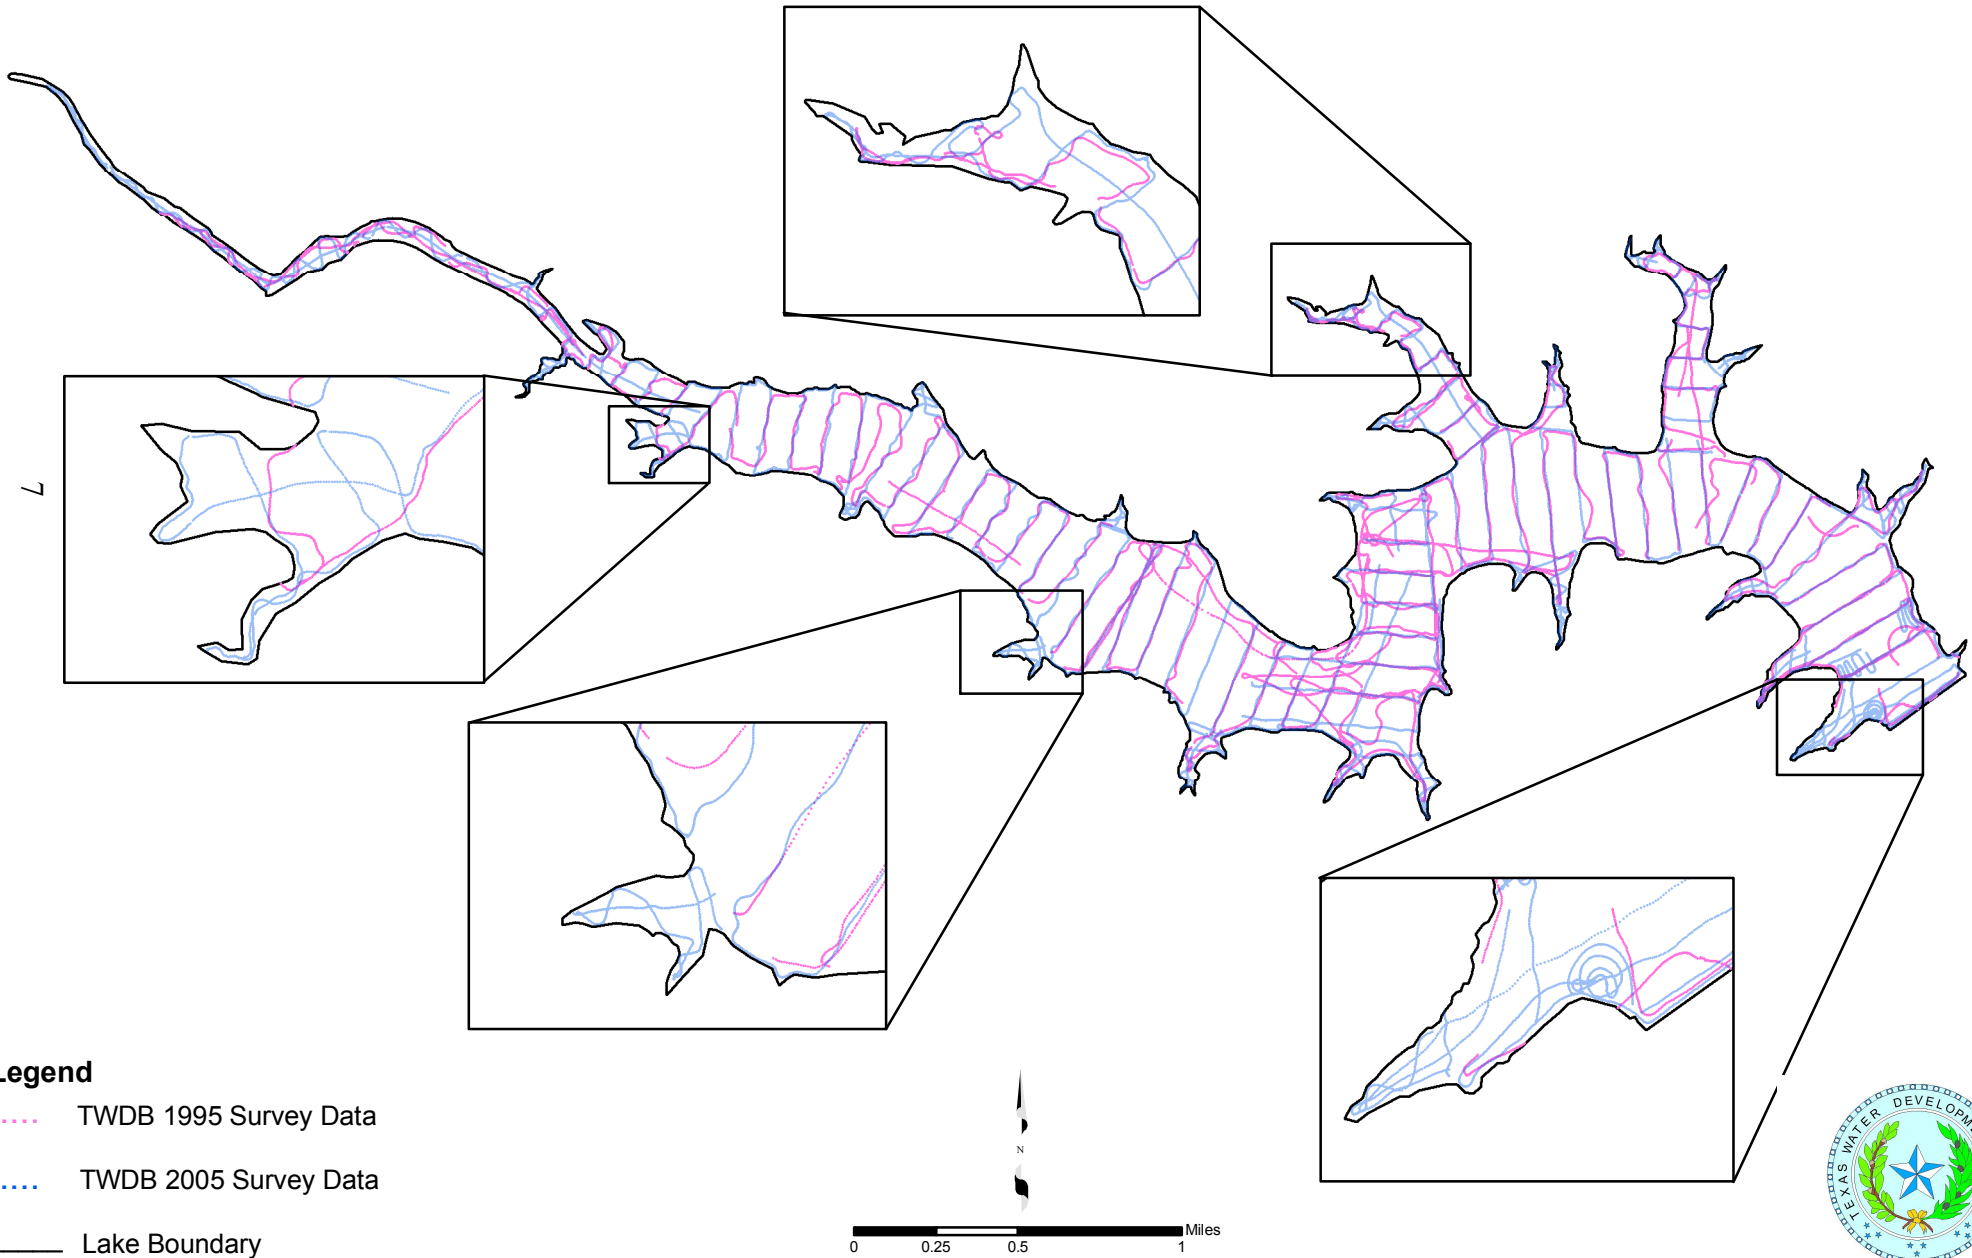 L
N
Legend
TWDB 1995 Survey Data
TWDB 2005 Survey Data
Lake Boundary
Miles
0 0.25 0.5 1
TEXAS WATER